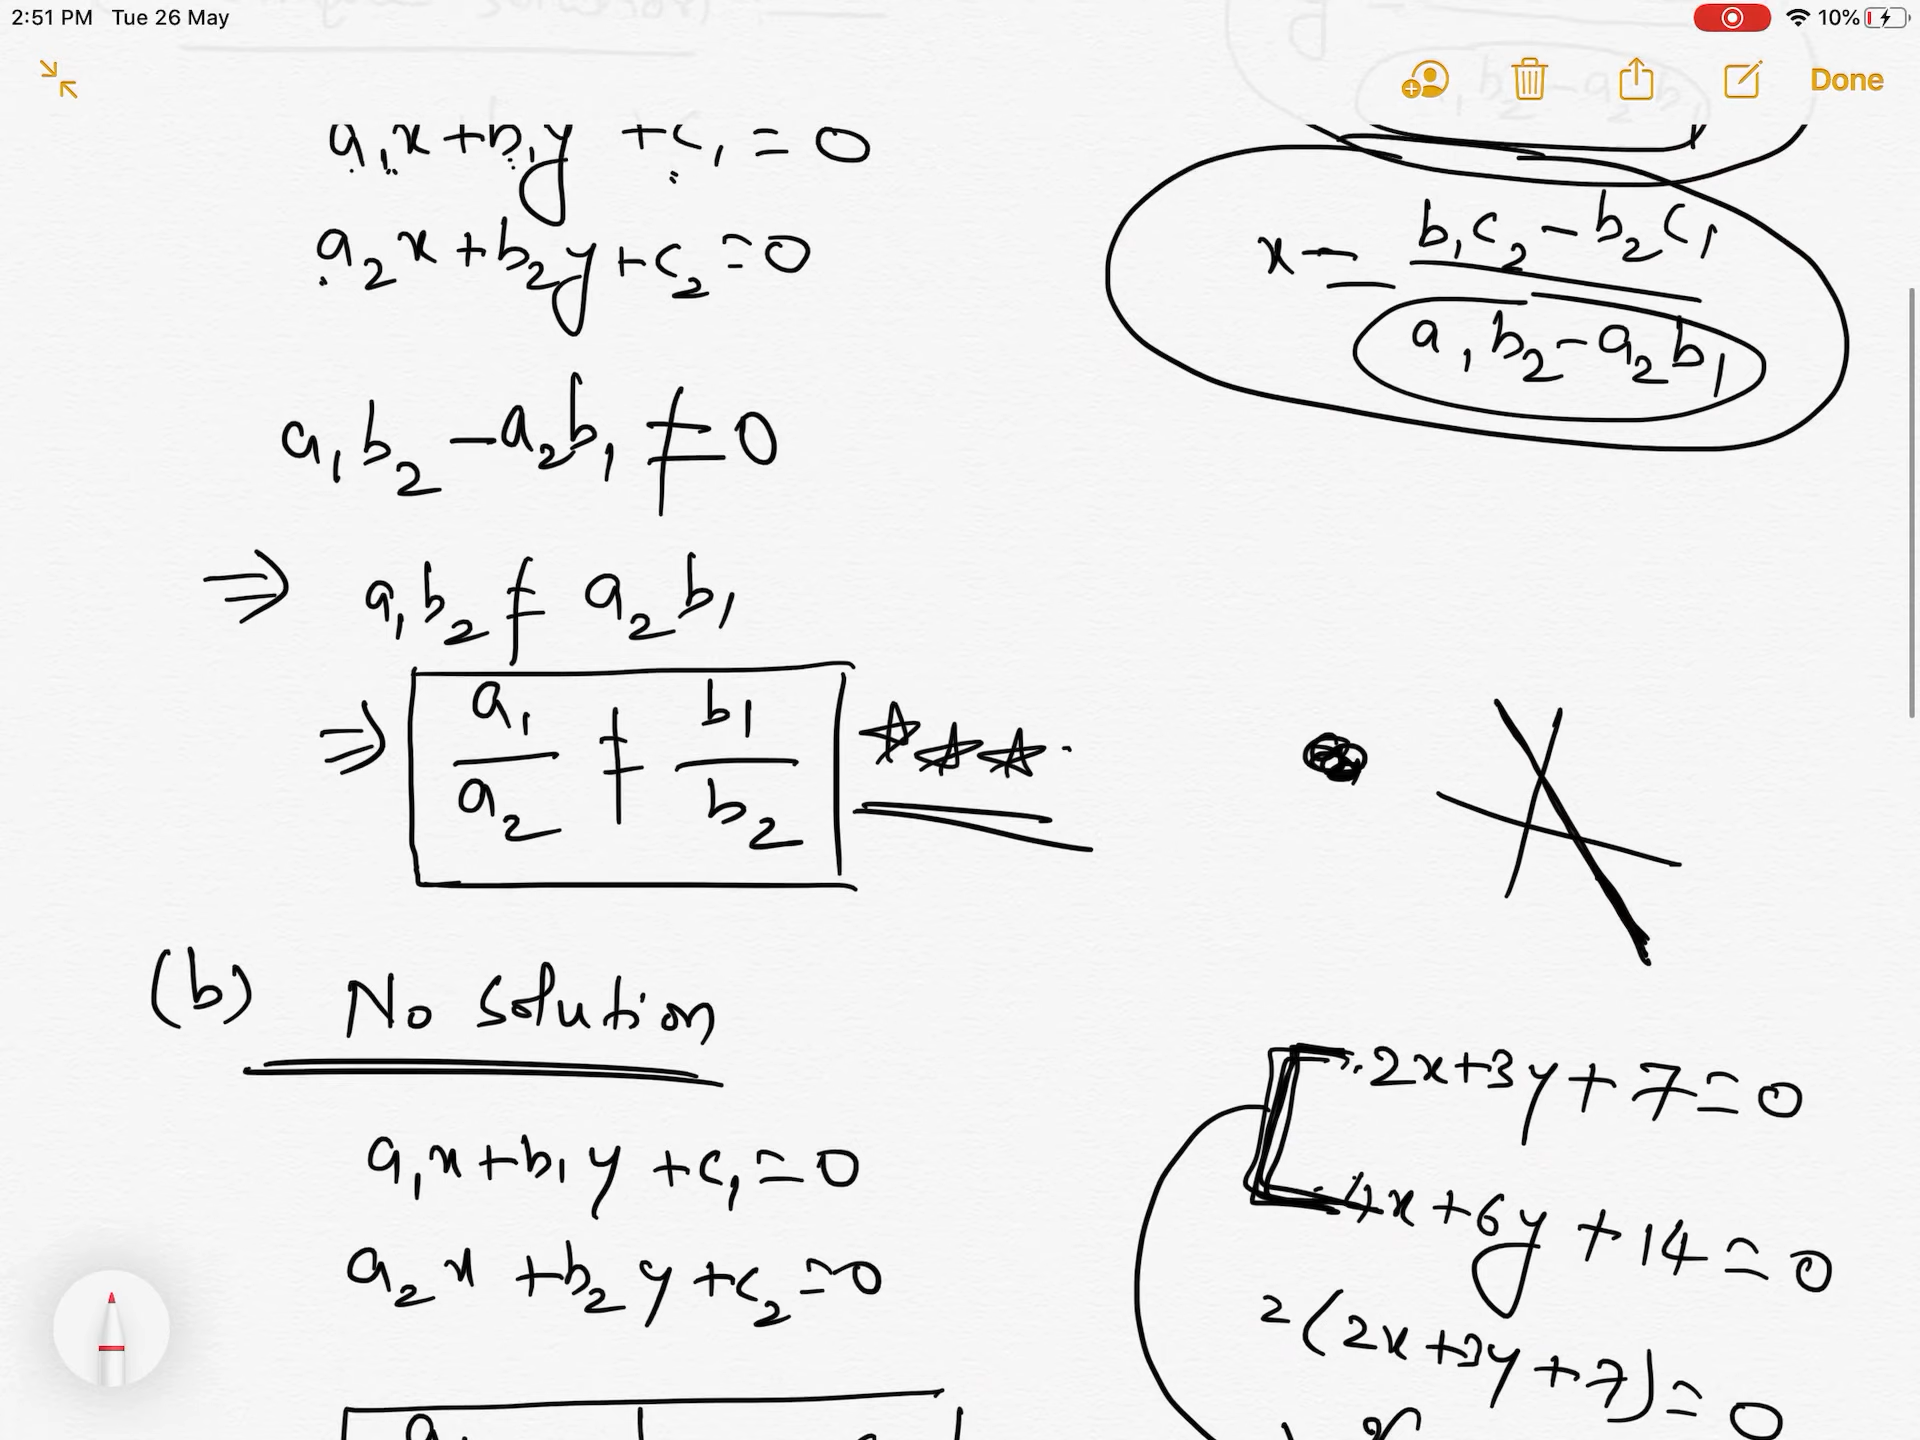 2:51 PM Tue 26 May 10%
Done
a₁x+b₁y+c₁=0
a₂x+b₂y+c₂=0
a₁b₂-a₂b₁≠0
⇒ a₁b₂≠a₂b₁
⇒ a₁/a₂ ≠ b₁/b₂ ☆☆☆
(b) No solution
a₁x+b₁y+c₁=0
a₂x+b₂y+c₂=0
x= (b₁c₂-b₂c₁)/(a₁b₂-a₂b₁)
2x+3y+7=0
4x+6y+14=0
2(2x+3y+7)=0